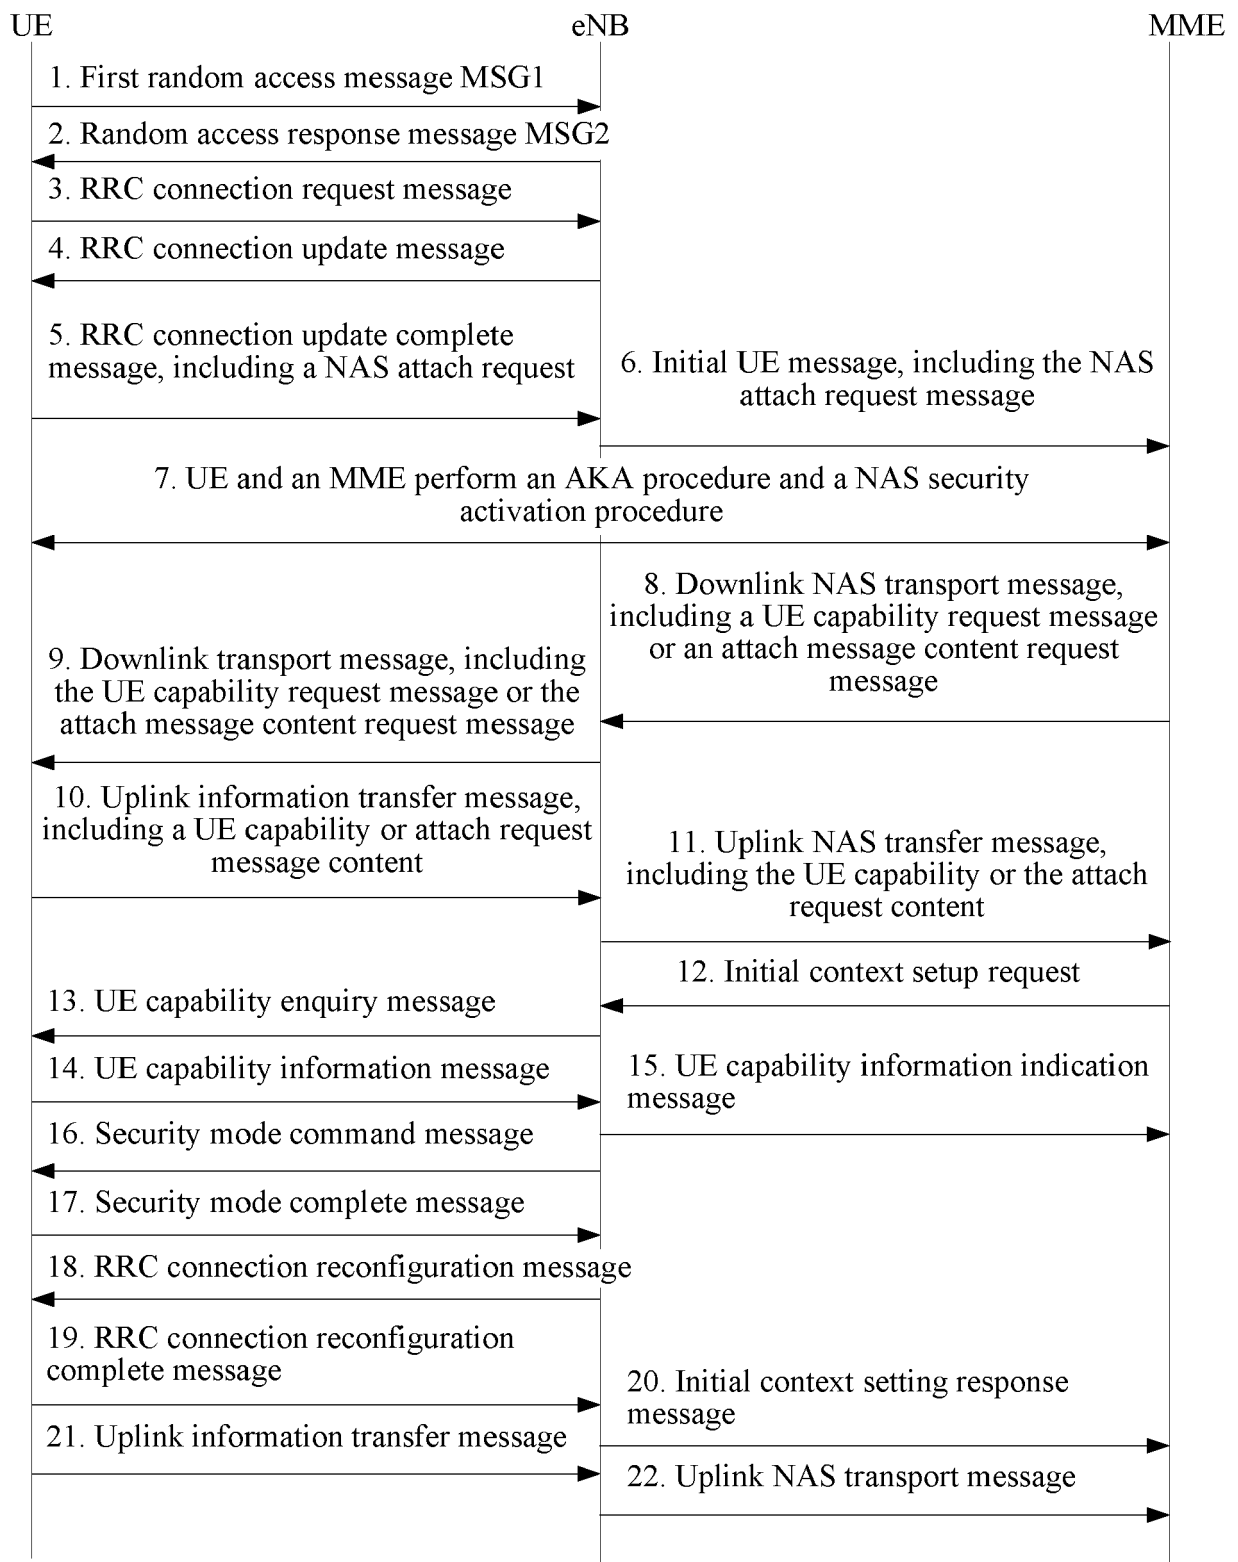 UE eNB MME
1. First random access message MSG1
2. Random access response message MSG2
3. RRC connection request message
4. RRC connection update message
5. RRC connection update complete
message, including a NAS attach request
6. Initial UE message, including the NAS
attach request message
7. UE and an MME perform an AKA procedure and a NAS security
activation procedure
8. Downlink NAS transport message,
including a UE capability request message
or an attach message content request
message
9. Downlink transport message, including
the UE capability request message or the
attach message content request message
10. Uplink information transfer message,
including a UE capability or attach request
message content
11. Uplink NAS transfer message,
including the UE capability or the attach
request content
12. Initial context setup request
13. UE capability enquiry message
14. UE capability information message
15. UE capability information indication
message
16. Security mode command message
17. Security mode complete message
18. RRC connection reconfiguration message
19. RRC connection reconfiguration
complete message
20. Initial context setting response
message
21. Uplink information transfer message
22. Uplink NAS transport message